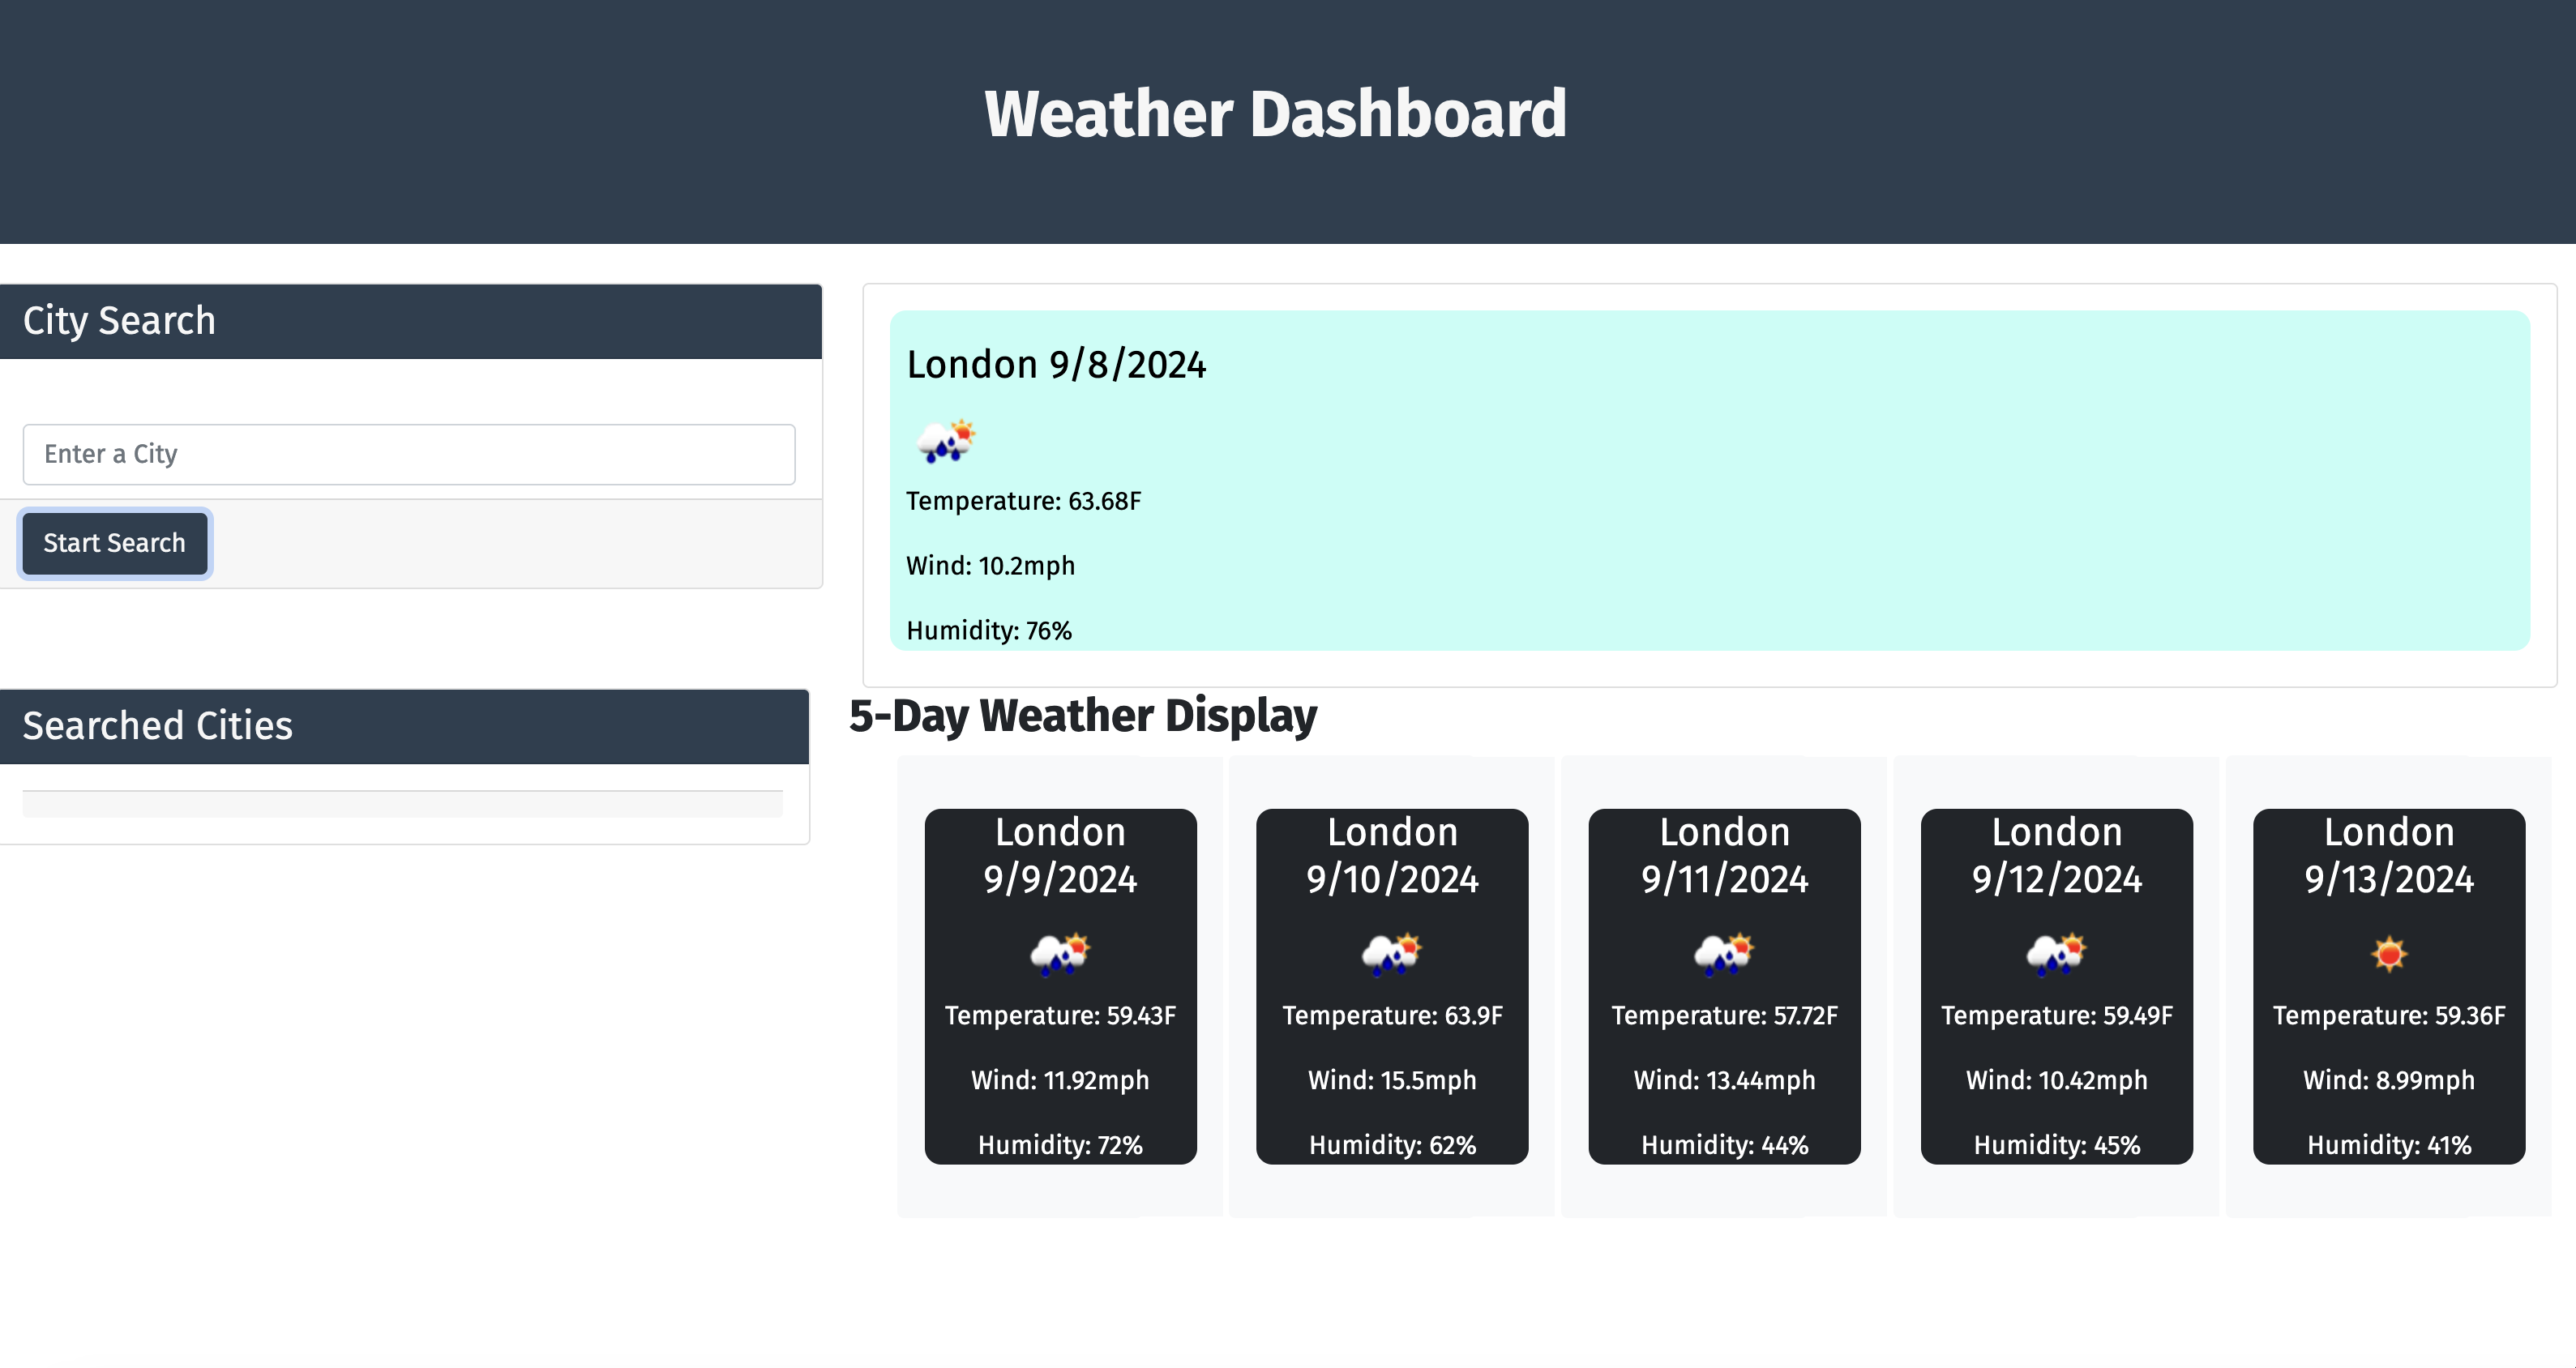 Weather Dashboard
City Search
Enter a City
Start Search
Searched Cities
London 9/8/2024
Temperature: 63.68F
Wind: 10.2mph
Humidity: 76%
5-Day Weather Display
London
9/9/2024
Temperature: 59.43F
Wind: 11.92mph
Humidity: 72%
London
9/10/2024
Temperature: 63.9F
Wind: 15.5mph
Humidity: 62%
London
9/11/2024
Temperature: 57.72F
Wind: 13.44mph
Humidity: 44%
London
9/12/2024
Temperature: 59.49F
Wind: 10.42mph
Humidity: 45%
London
9/13/2024
Temperature: 59.36F
Wind: 8.99mph
Humidity: 41%